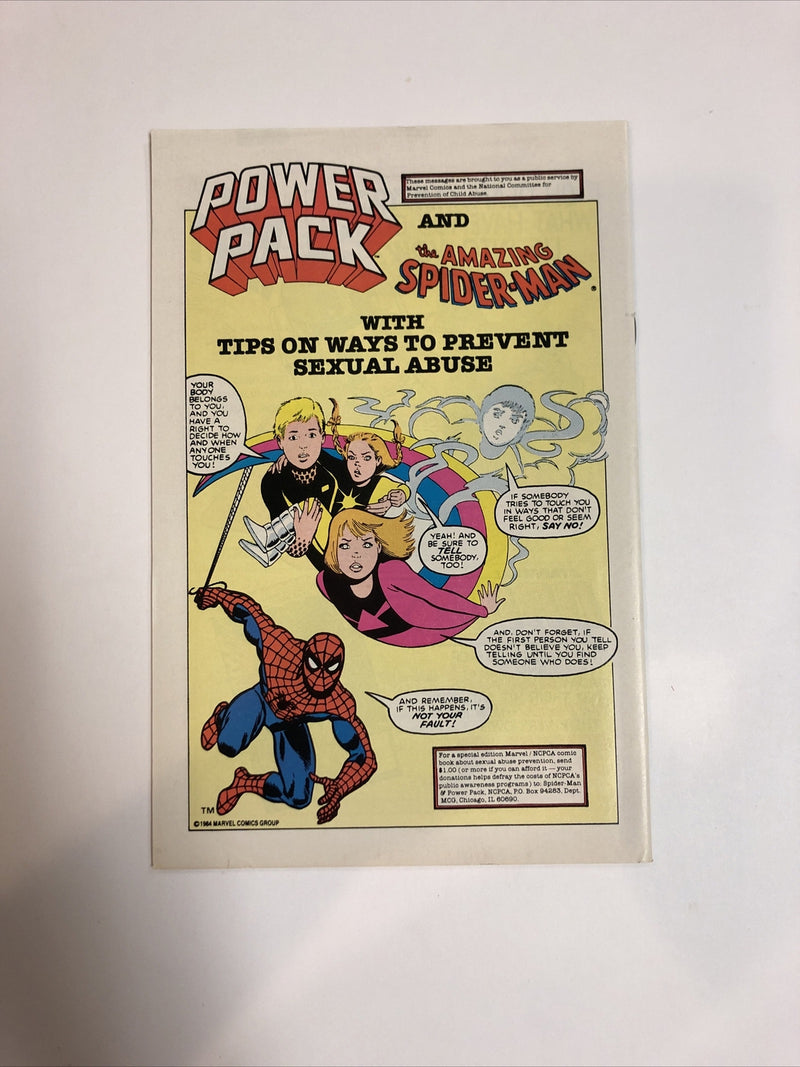 POWER
PACK
These messages are brought to you as a public service by
Marvel Comics and the National Committee for
Prevention of Child Abuse.
AND
the AMAZING
SPIDER-MAN
WITH
TIPS ON WAYS TO PREVENT
SEXUAL ABUSE
YOUR
BODY
BELONGS
TO YOU.
AND YOU
HAVE A
RIGHT TO
DECIDE HOW
AND WHEN
ANYONE
TOUCHES
YOU!
IF SOMEBODY
TRIES TO TOUCH YOU
IN WAYS THAT DON'T
FEEL GOOD OR SEEM
RIGHT, SAY NO!
YEAH! AND
BE SURE TO
TELL
SOMEBODY,
TOO!
AND, DON'T FORGET, IF
THE FIRST PERSON YOU TELL
DOESN'T BELIEVE YOU, KEEP
TELLING UNTIL YOU FIND
SOMEONE WHO DOES!
AND REMEMBER,
IF THIS HAPPENS, IT'S
NOT YOUR
FAULT!
For a special edition Marvel / NCPCA comic
book about sexual abuse prevention, send
$1.00 (or more if you can afford it — your
donations helps defray the costs of NCPCA's
public awareness programs) to: Spider-Man
& Power Pack, NCPCA, P.O. Box 94283, Dept.
MCG, Chicago, IL 60690.
TM
© 1984 MARVEL COMICS GROUP